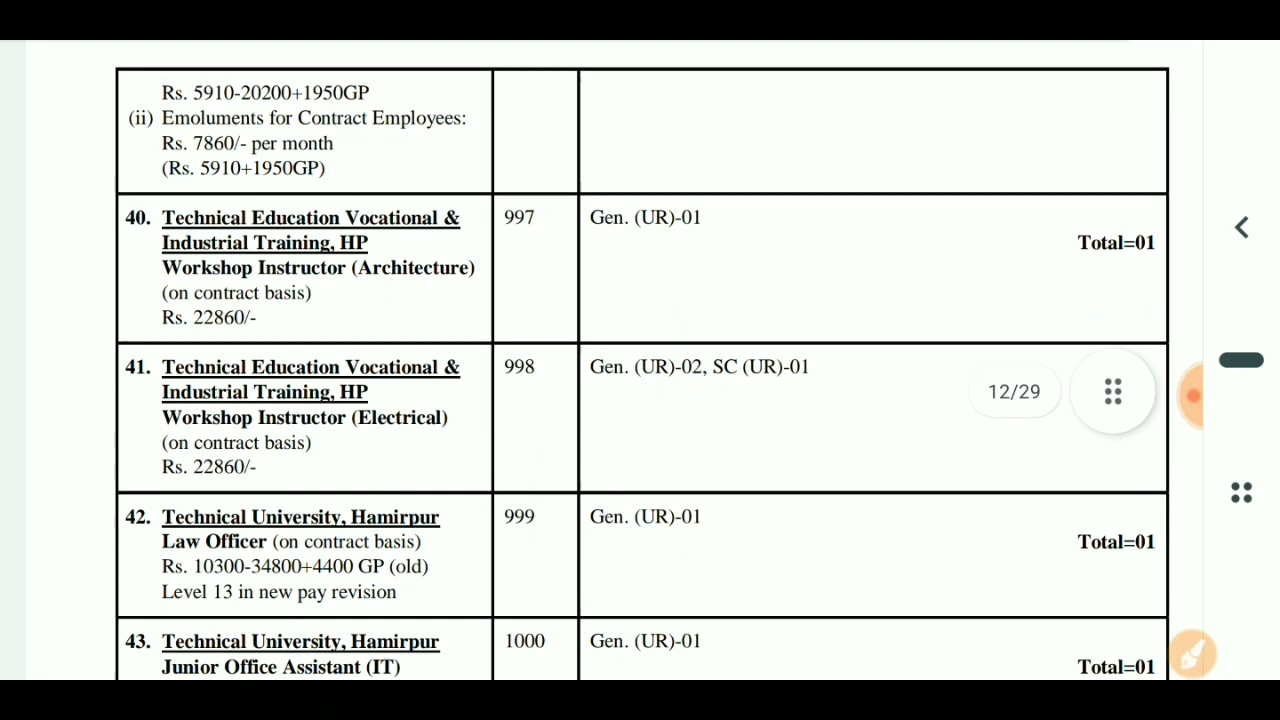 Rs. 5910-20200+1950GP
(ii) Emoluments for Contract Employees:
Rs. 7860/- per month
(Rs. 5910+1950GP)
40. Technical Education Vocational &
Industrial Training, HP
Workshop Instructor (Architecture)
(on contract basis)
Rs. 22860/-
997
Gen. (UR)-01
Total=01
41. Technical Education Vocational &
Industrial Training, HP
Workshop Instructor (Electrical)
(on contract basis)
Rs. 22860/-
998
Gen. (UR)-02, SC (UR)-01
12/29
42. Technical University, Hamirpur
Law Officer (on contract basis)
Rs. 10300-34800+4400 GP (old)
Level 13 in new pay revision
999
Gen. (UR)-01
Total=01
43. Technical University, Hamirpur
Junior Office Assistant (IT)
1000
Gen. (UR)-01
Total=01